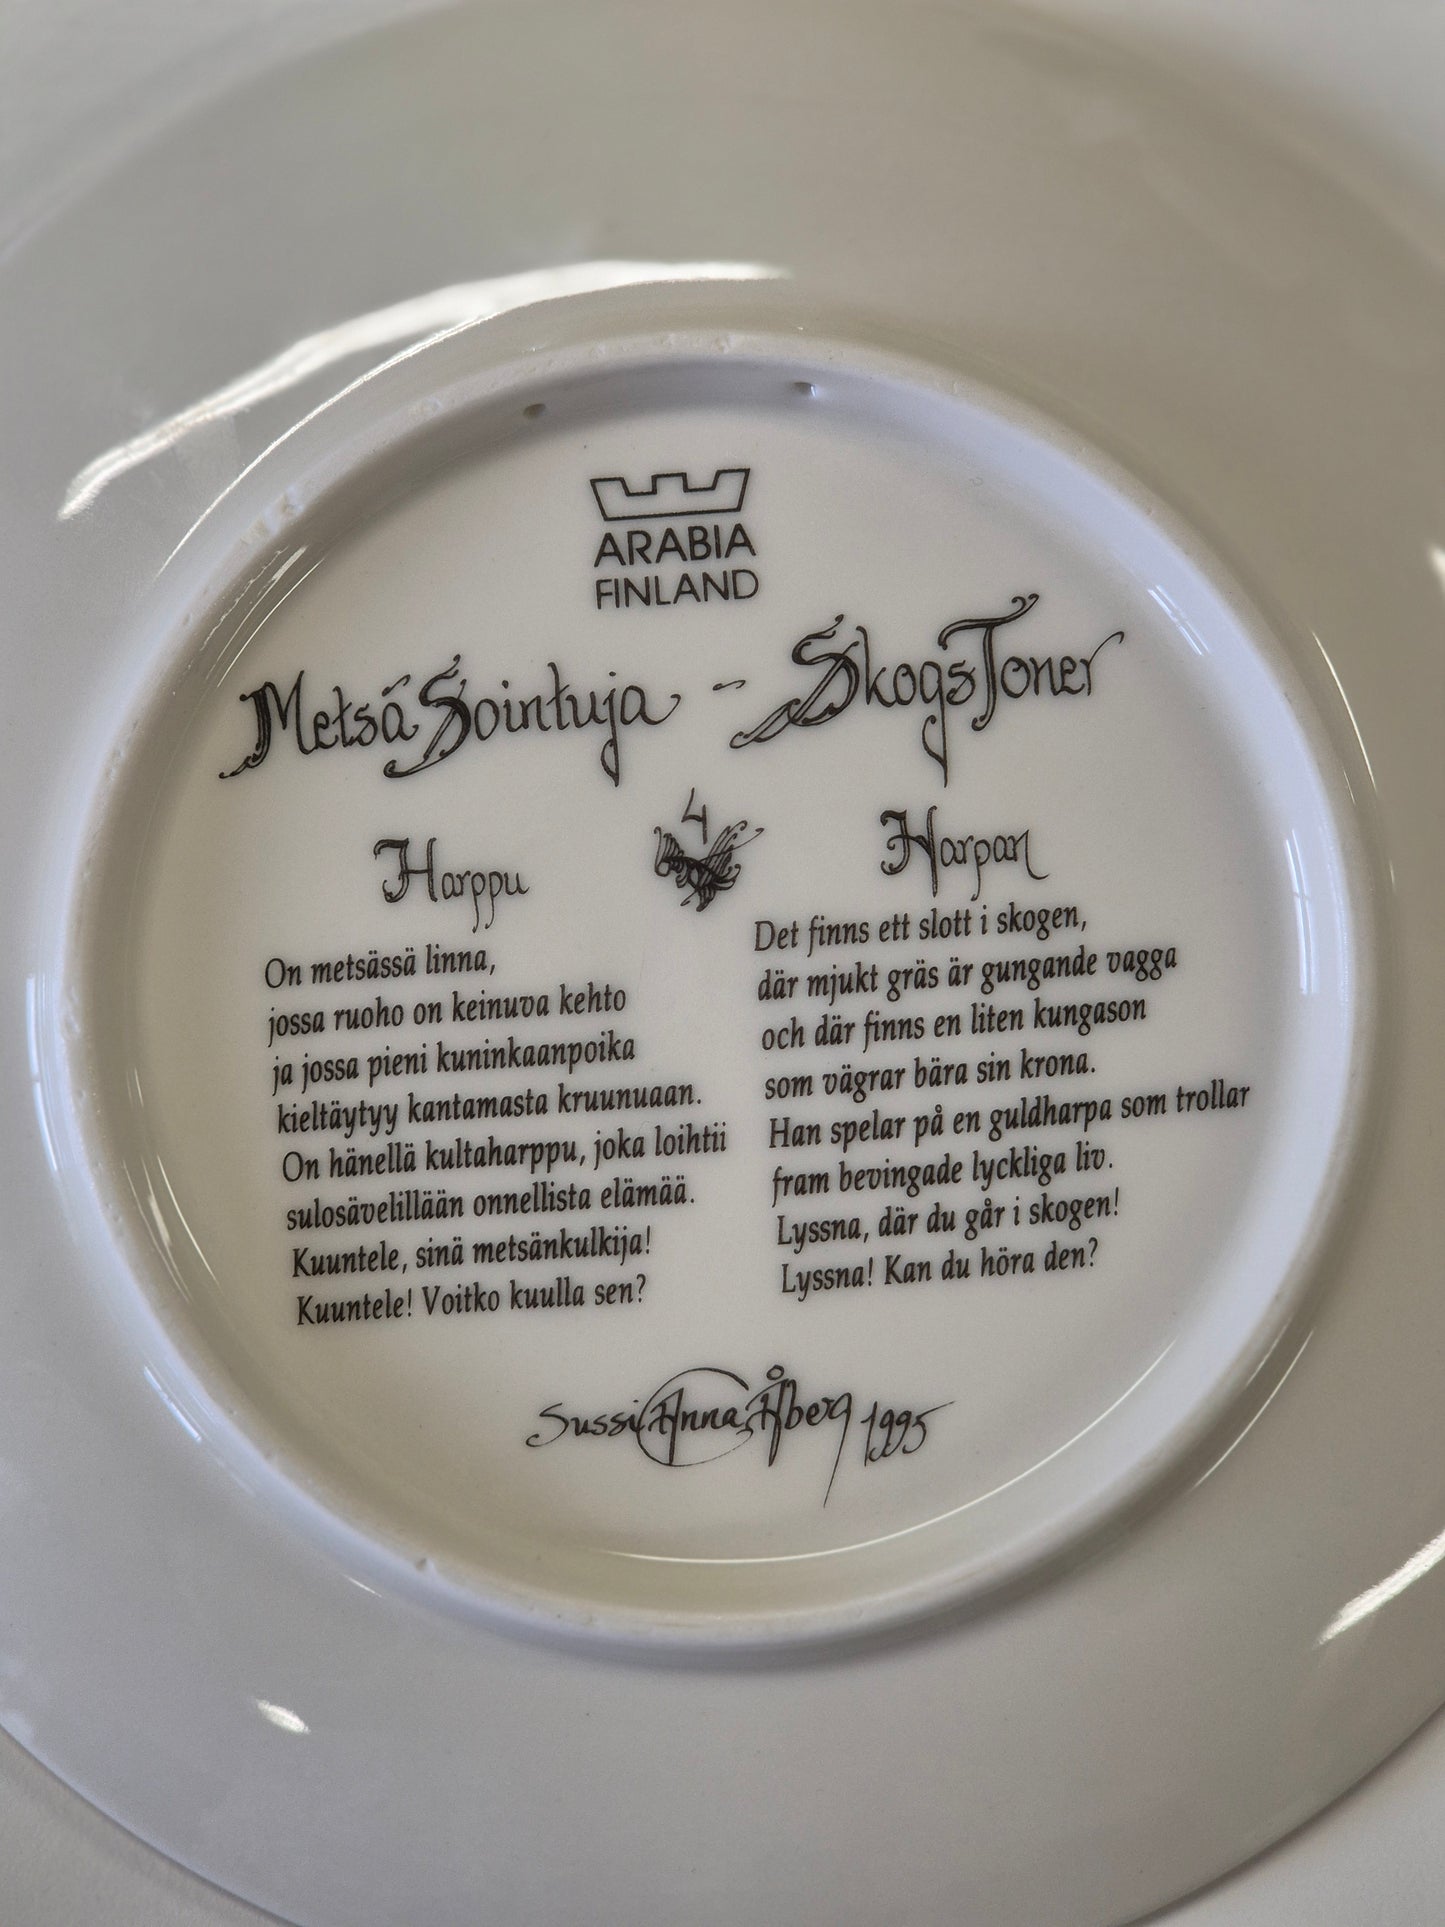 ARABIA
FINLAND
MetsäSointuja - SkogsToner
4
Harppu
On metsässä linna,
jossa ruoho on keinuva kehto
ja jossa pieni kuninkaanpoika
kieltäytyy kantamasta kruunuaan.
On hänellä kultaharppu, joka loihtii
sulosävelillään onnellista elämää.
Kuuntele, sinä metsänkulkija!
Kuuntele! Voitko kuulla sen?
Harpan
Det finns ett slott i skogen,
där mjukt gräs är gungande vagga
och där finns en liten kungason
som vägrar bära sin krona.
Han spelar på en guldharpa som trollar
fram bevingade lyckliga liv.
Lyssna, där du går i skogen!
Lyssna! Kan du höra den?
Sussi Anna Åberg 1995